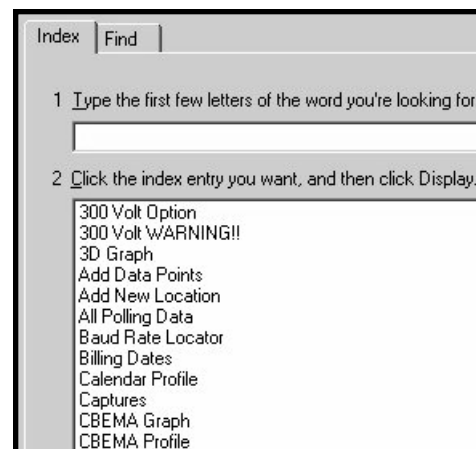 Index Find
1 Type the first few letters of the word you're looking for
2 Click the index entry you want, and then click Display.
300 Volt Option
300 Volt WARNING!!
3D Graph
Add Data Points
Add New Location
All Polling Data
Baud Rate Locator
Billing Dates
Calendar Profile
Captures
CBEMA Graph
CBEMA Profile